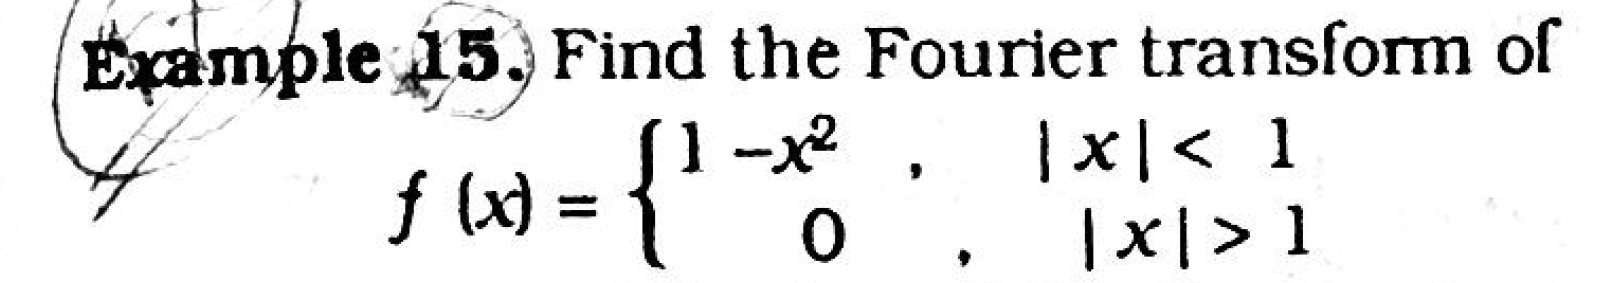 Example 15. Find the Fourier transform of
f (x) = { 1 – x² , | x | < 1
0 , | x | > 1